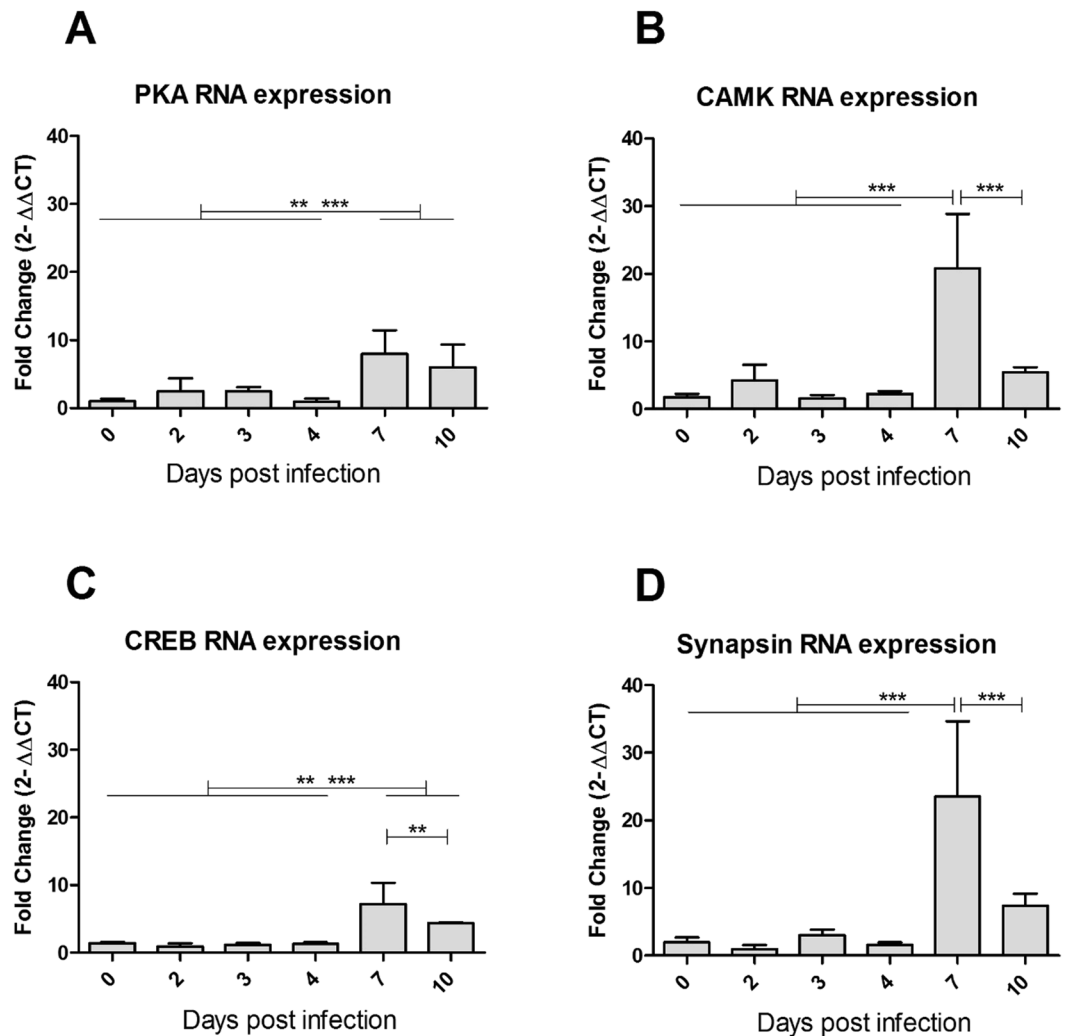 A
PKA RNA expression
Fold Change (2- ΔΔCT)
40
30
20
10
0
** ***
0 2 3 4 7 10
Days post infection
B
CAMK RNA expression
Fold Change (2-ΔΔCT)
40
30
20
10
0
*** ***
0 2 3 4 7 10
Days post infection
C
CREB RNA expression
Fold Change (2- ΔΔCT)
40
30
20
10
0
** ***
**
0 2 3 4 7 10
Days post infection
D
Synapsin RNA expression
Fold Change (2-ΔΔCT)
40
30
20
10
0
*** ***
0 2 3 4 7 10
Days post infection